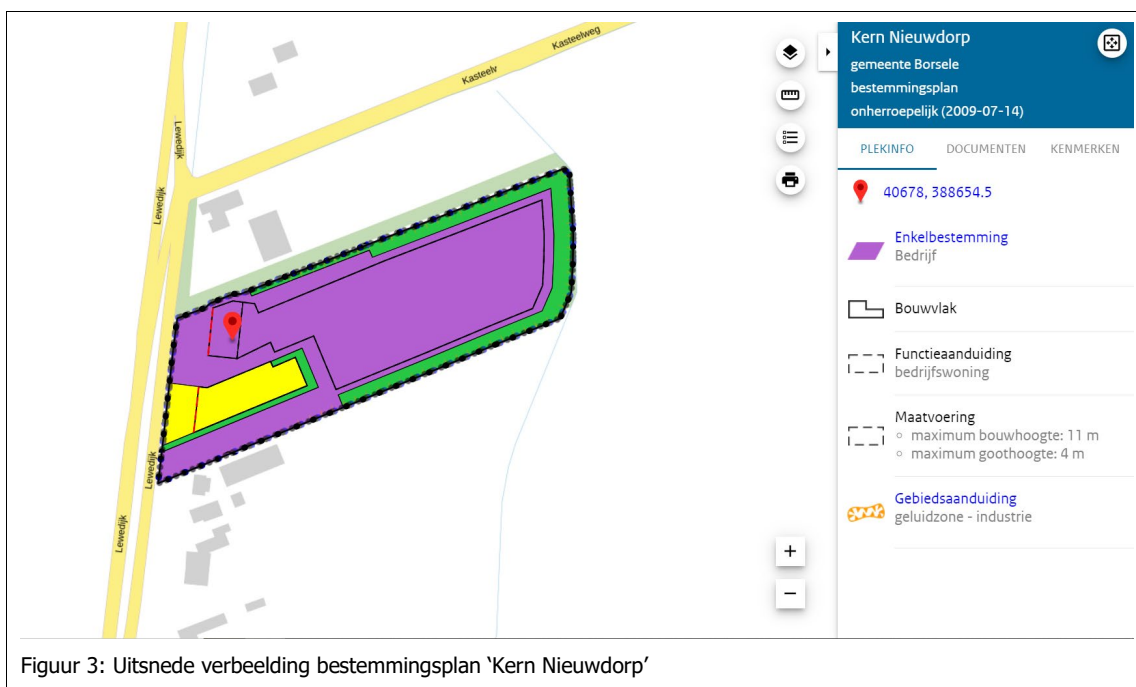 Kasteelweg
Kasteelv
Lewedijk
Lewedijk
Lewedijk
Lewedijk
Lewedijk
Kern Nieuwdorp
gemeente Borsele
bestemmingsplan
onherroepelijk (2009-07-14)
PLEKINFO DOCUMENTEN KENMERKEN
40678, 388654.5
Enkelbestemming
Bedrijf
Bouwvlak
Functieaanduiding
bedrijfswoning
Maatvoering
maximum bouwhoogte: 11 m
maximum goothoogte: 4 m
Gebiedsaanduiding
geluidzone - industrie
Figuur 3: Uitsnede verbeelding bestemmingsplan ‘Kern Nieuwdorp’